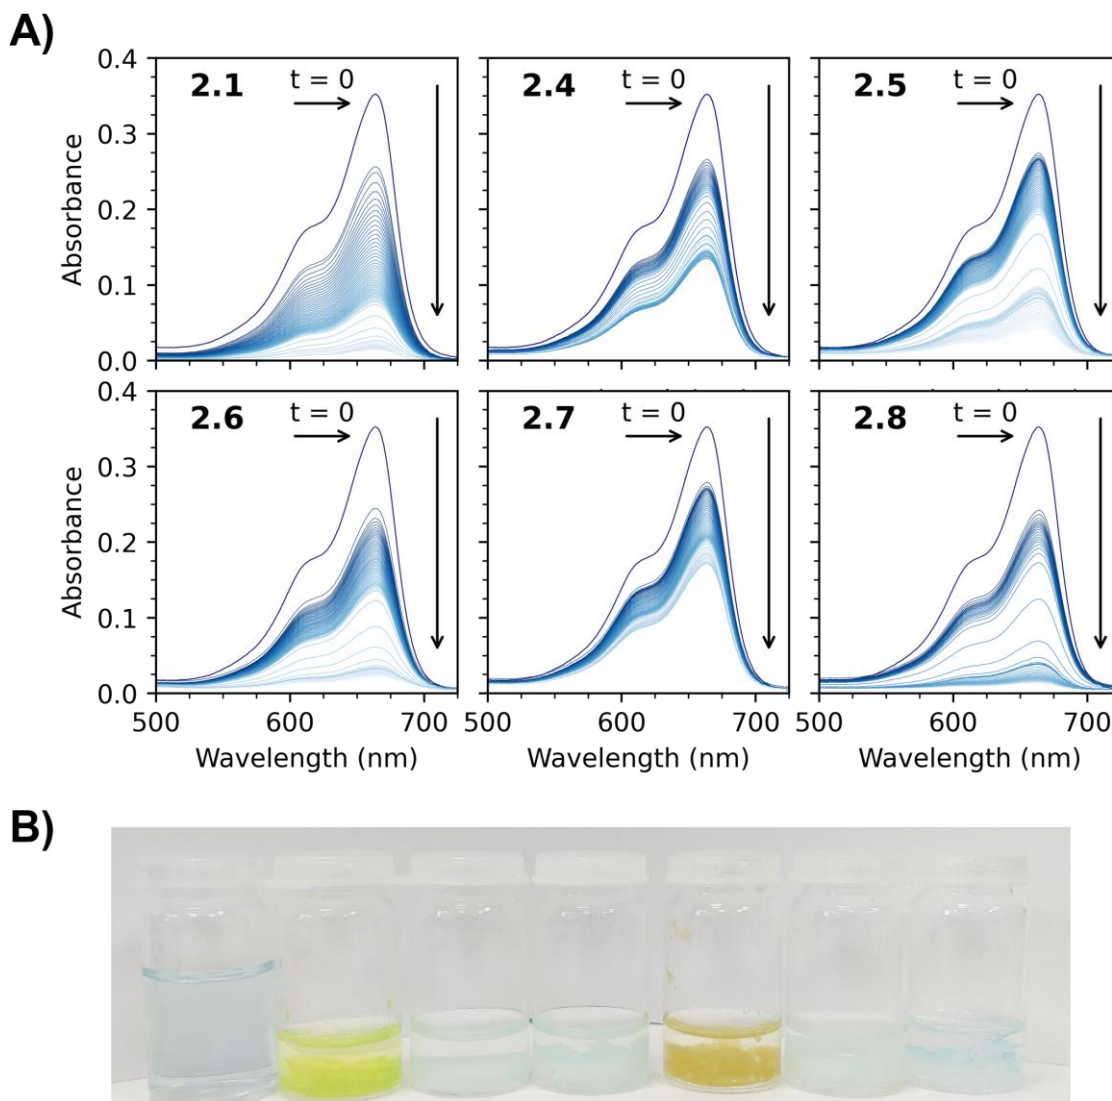 A)
2.1 t = 0
2.4 t = 0
2.5 t = 0
0.4
0.3
0.2
0.1
0.0
Absorbance
2.6 t = 0
2.7 t = 0
2.8 t = 0
0.4
0.3
0.2
0.1
0.0
Absorbance
500 600 700 500 600 700 500 600 700
Wavelength (nm) Wavelength (nm) Wavelength (nm)
B)